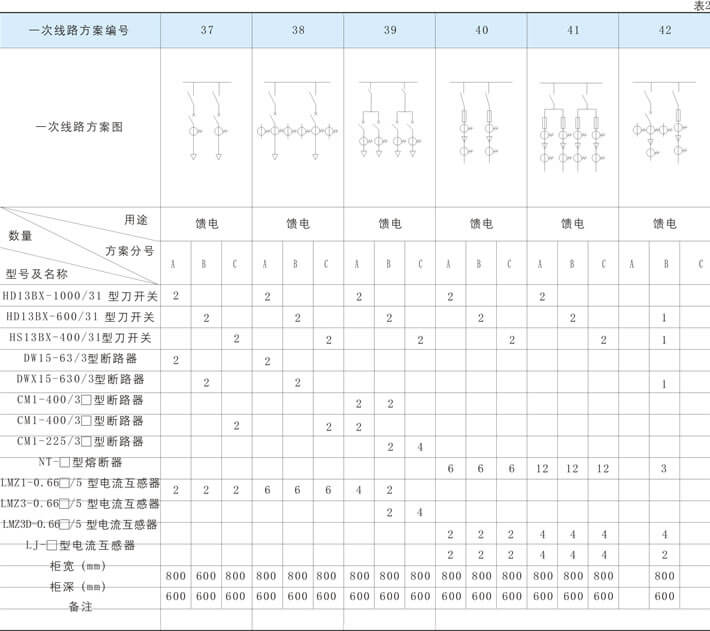 表2
一次线路方案编号 37 38 39 40 41 42
一次线路方案图
用途 馈电 馈电 馈电 馈电 馈电 馈电
数量
方案分号
型号及名称
A B C A B C A B C A B C A B C A B C
HD13BX-1000/31 型刀开关 2 2 2 2 2
HD13BX-600/31 型刀开关 2 2 2 2 2 1
HS13BX-400/31型刀开关 2 2 2 2 2 1
DW15-63/3型断路器 2 2
DWX15-630/3型断路器 2 2 1
CM1-400/3□ 型断路器 2 2
CM1-400/3□ 型断路器 2 2 2
CM1-225/3□ 型断路器 2 4
NT-□型熔断器 6 6 6 12 12 12 3
LMZ1-0.66□/5 型电流互感器 2 2 2 6 6 6 4 2
LMZ3-0.66□/5 型电流互感器 2 4
LMZ3D-0.66□/5 型电流互感器 2 2 2 4 4 4 4
LJ-□型电流互感器 2 2 2 4 4 4 2
柜宽 (mm) 800 600 800 800 800 800 800 800 800 800 800 800 800 800 800 800
柜深 (mm) 600 600 600 600 600 600 600 600 600 600 600 600 600 600 600 600
备注